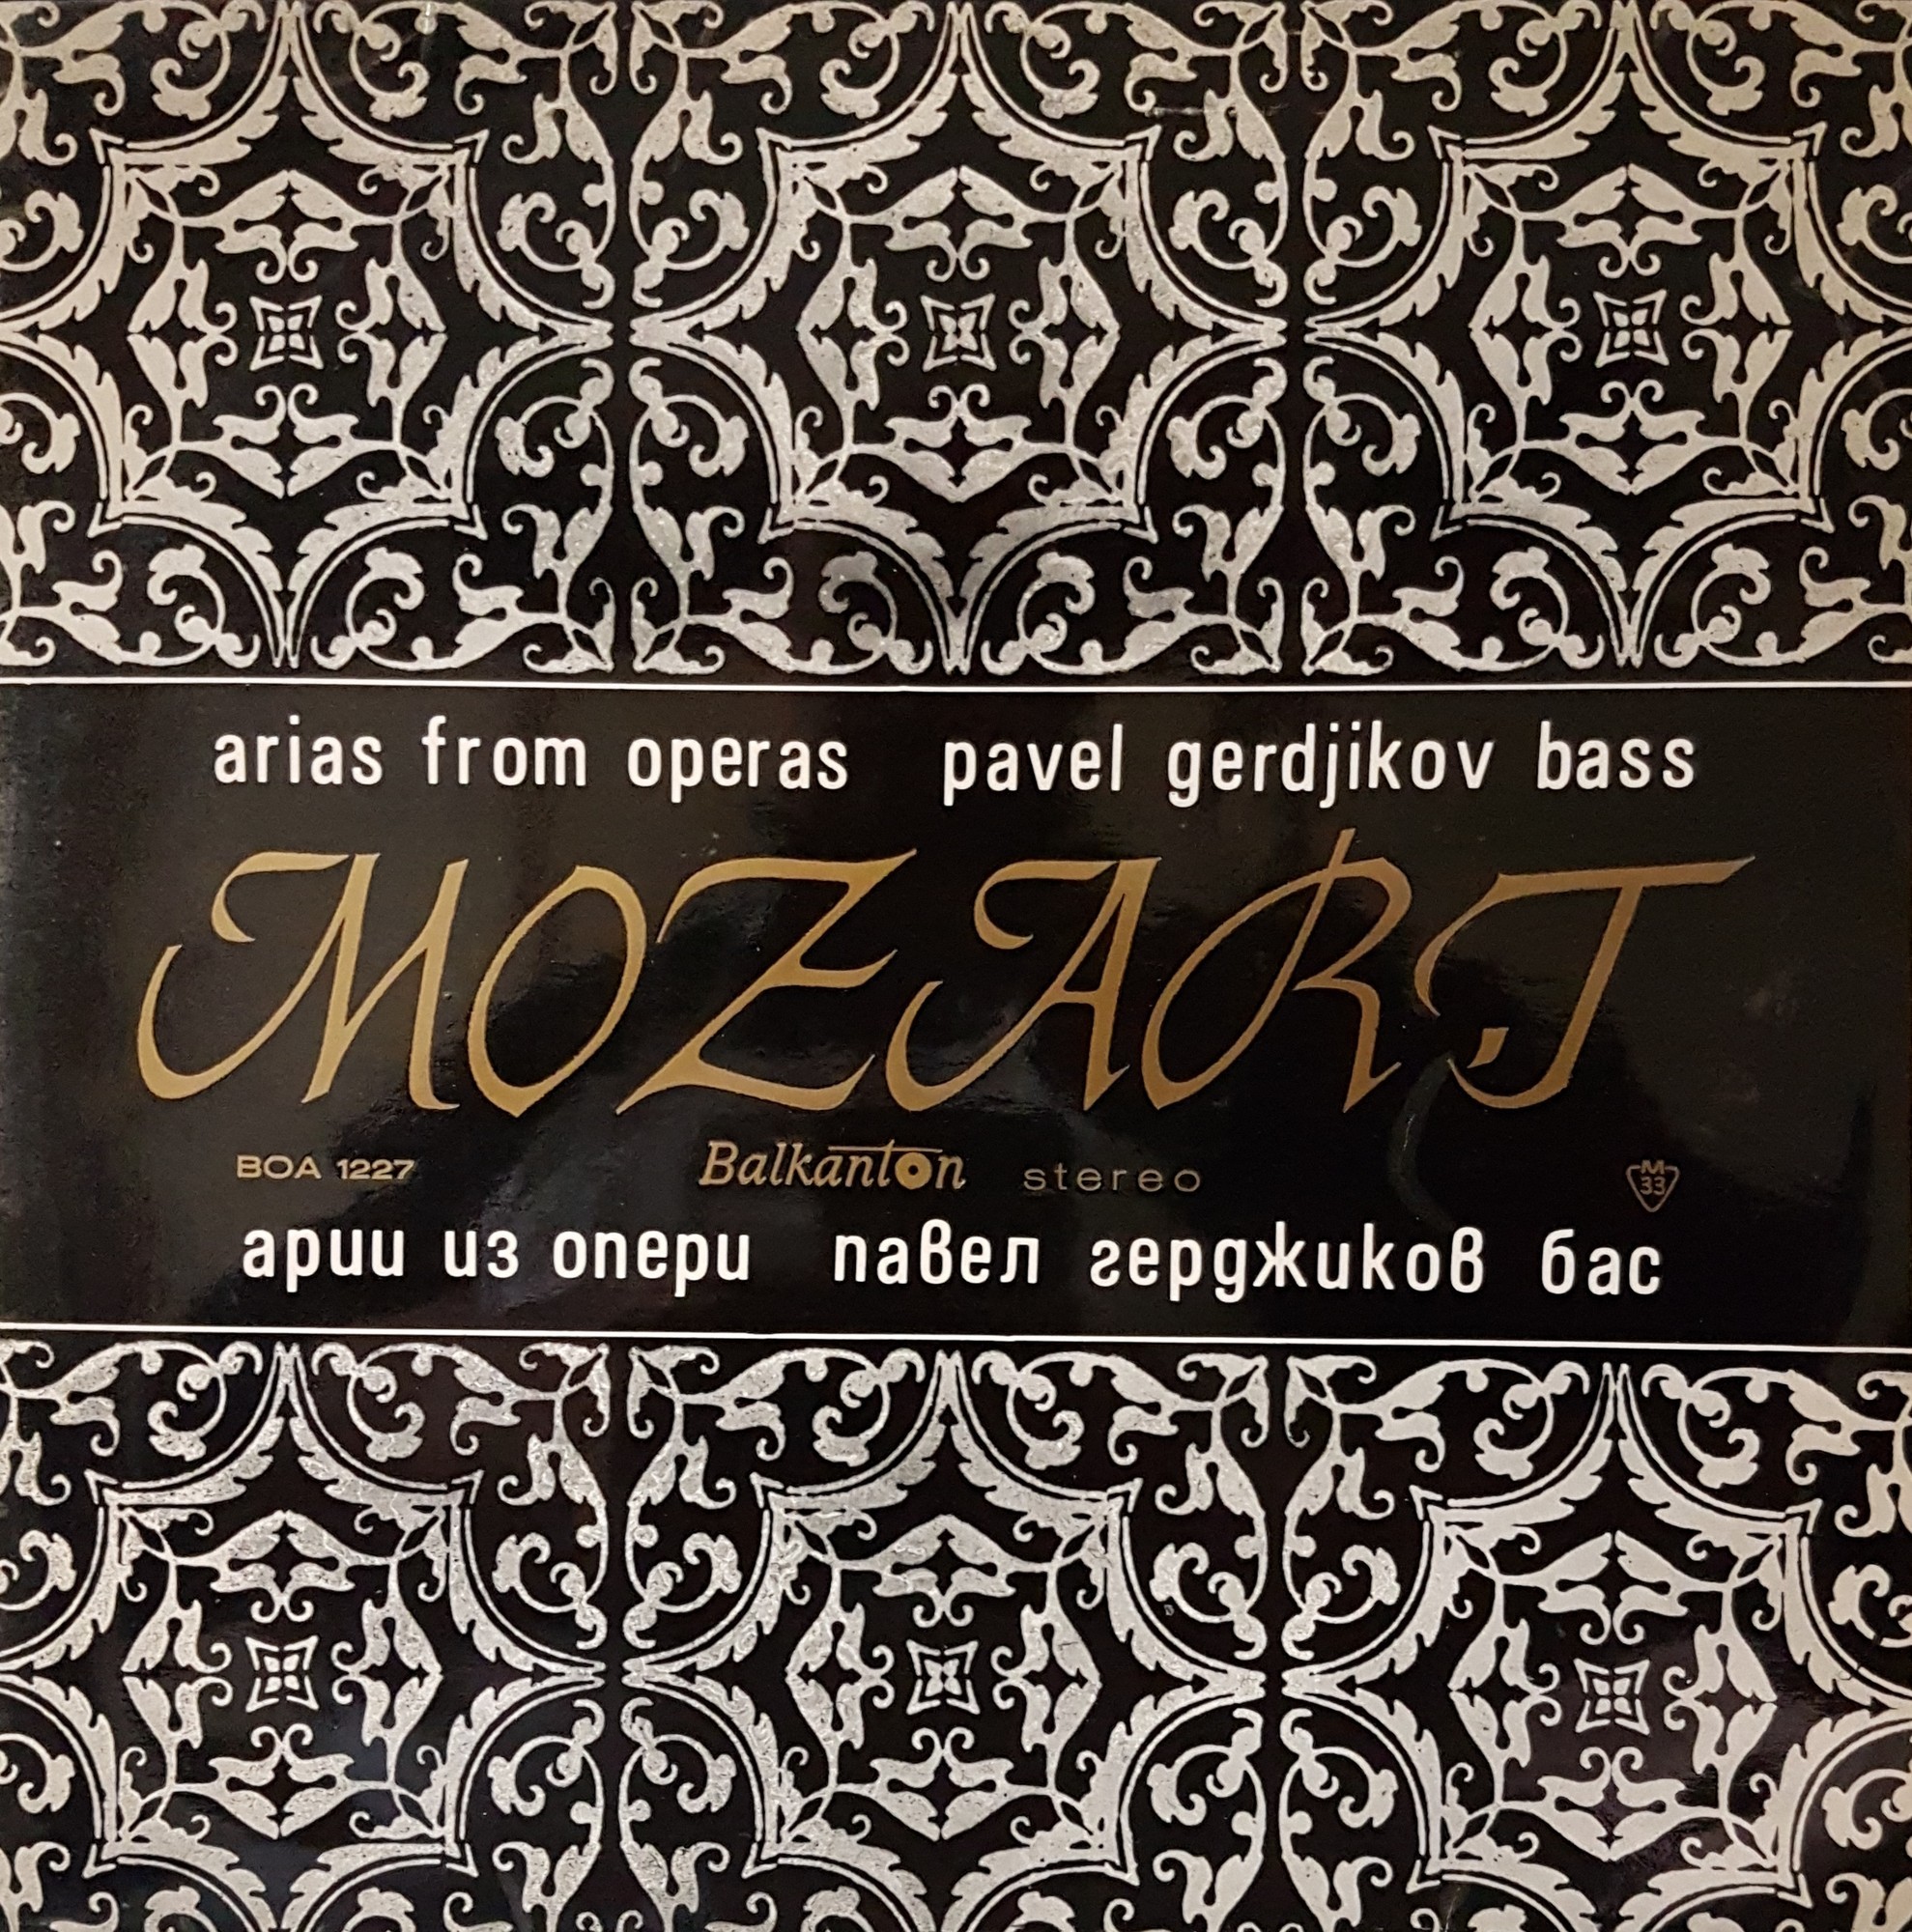 arias from operas pavel gerdjikov bass
MOZART
BOA 1227 Balkanton stereo M 33
арии из опери павел герджиков бас